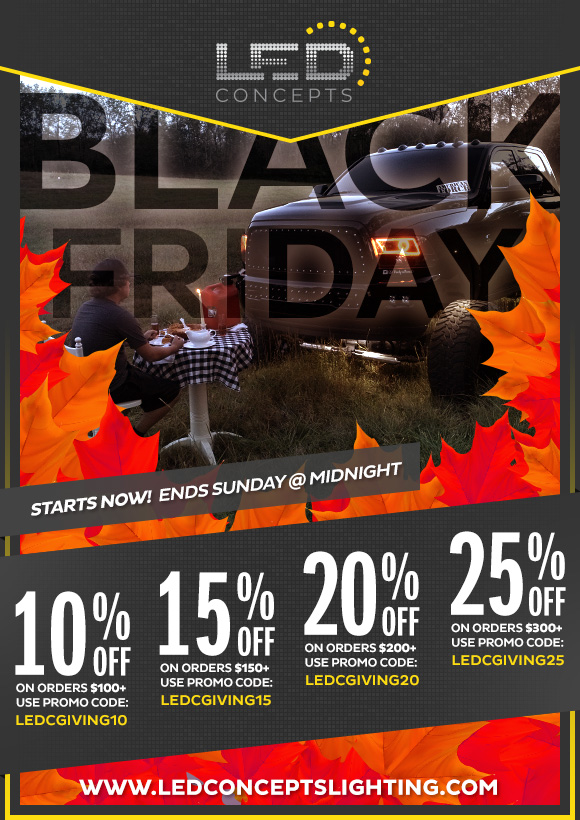 LED
CONCEPTS
BLACK
FRIDAY
STARTS NOW! ENDS SUNDAY @ MIDNIGHT
10% OFF
ON ORDERS $100+
USE PROMO CODE:
LEDCGIVING10
15% OFF
ON ORDERS $150+
USE PROMO CODE:
LEDCGIVING15
20% OFF
ON ORDERS $200+
USE PROMO CODE:
LEDCGIVING20
25% OFF
ON ORDERS $300+
USE PROMO CODE:
LEDCGIVING25
WWW.LEDCONCEPTSLIGHTING.COM